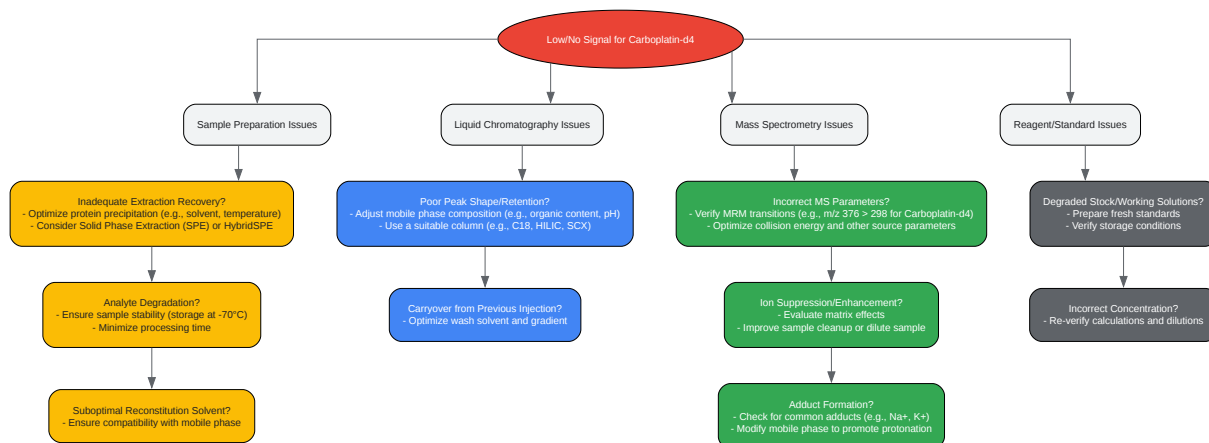 Low/No Signal for Carboplatin-d4
Sample Preparation Issues
Liquid Chromatography Issues
Mass Spectrometry Issues
Reagent/Standard Issues
Inadequate Extraction Recovery?
- Optimize protein precipitation (e.g., solvent, temperature)
- Consider Solid Phase Extraction (SPE) or HybridSPE
Poor Peak Shape/Retention?
- Adjust mobile phase composition (e.g., organic content, pH)
- Use a suitable column (e.g., C18, HILIC, SCX)
Incorrect MS Parameters?
- Verify MRM transitions (e.g., m/z 376 > 298 for Carboplatin-d4)
- Optimize collision energy and other source parameters
Degraded Stock/Working Solutions?
- Prepare fresh standards
- Verify storage conditions
Analyte Degradation?
- Ensure sample stability (storage at -70°C)
- Minimize processing time
Carryover from Previous Injection?
- Optimize wash solvent and gradient
Ion Suppression/Enhancement?
- Evaluate matrix effects
- Improve sample cleanup or dilute sample
Incorrect Concentration?
- Re-verify calculations and dilutions
Suboptimal Reconstitution Solvent?
- Ensure compatibility with mobile phase
Adduct Formation?
- Check for common adducts (e.g., Na+, K+)
- Modify mobile phase to promote protonation